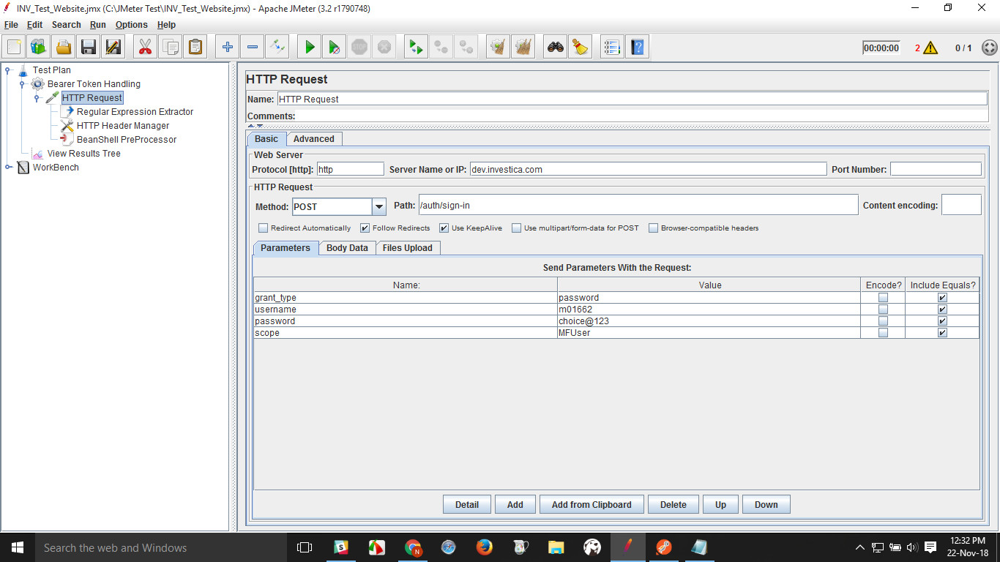 INV_Test_Website.jmx (C:\JMeter Test\INV_Test_Website.jmx) - Apache JMeter (3.2 r1790748)
File Edit Search Run Options Help
00:00:00 2 0 / 1
Test Plan
Bearer Token Handling
HTTP Request
Regular Expression Extractor
HTTP Header Manager
BeanShell PreProcessor
View Results Tree
WorkBench
HTTP Request
Name: HTTP Request
Comments:
Basic Advanced
Web Server
Protocol [http]: http Server Name or IP: dev.investica.com Port Number:
HTTP Request
Method: POST Path: /auth/sign-in Content encoding:
Redirect Automatically Follow Redirects Use KeepAlive Use multipart/form-data for POST Browser-compatible headers
Parameters Body Data Files Upload
Send Parameters With the Request:
Name: Value Encode? Include Equals?
grant_type password
username m01662
password choice@123
scope MFUser
Detail Add Add from Clipboard Delete Up Down
Search the web and Windows
12:32 PM
22-Nov-18